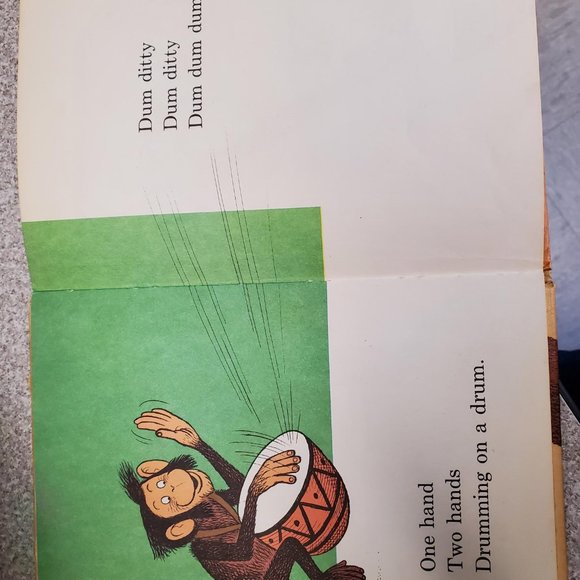 One hand
Two hands
Drumming on a drum.
Dum ditty
Dum ditty
Dum dum dum